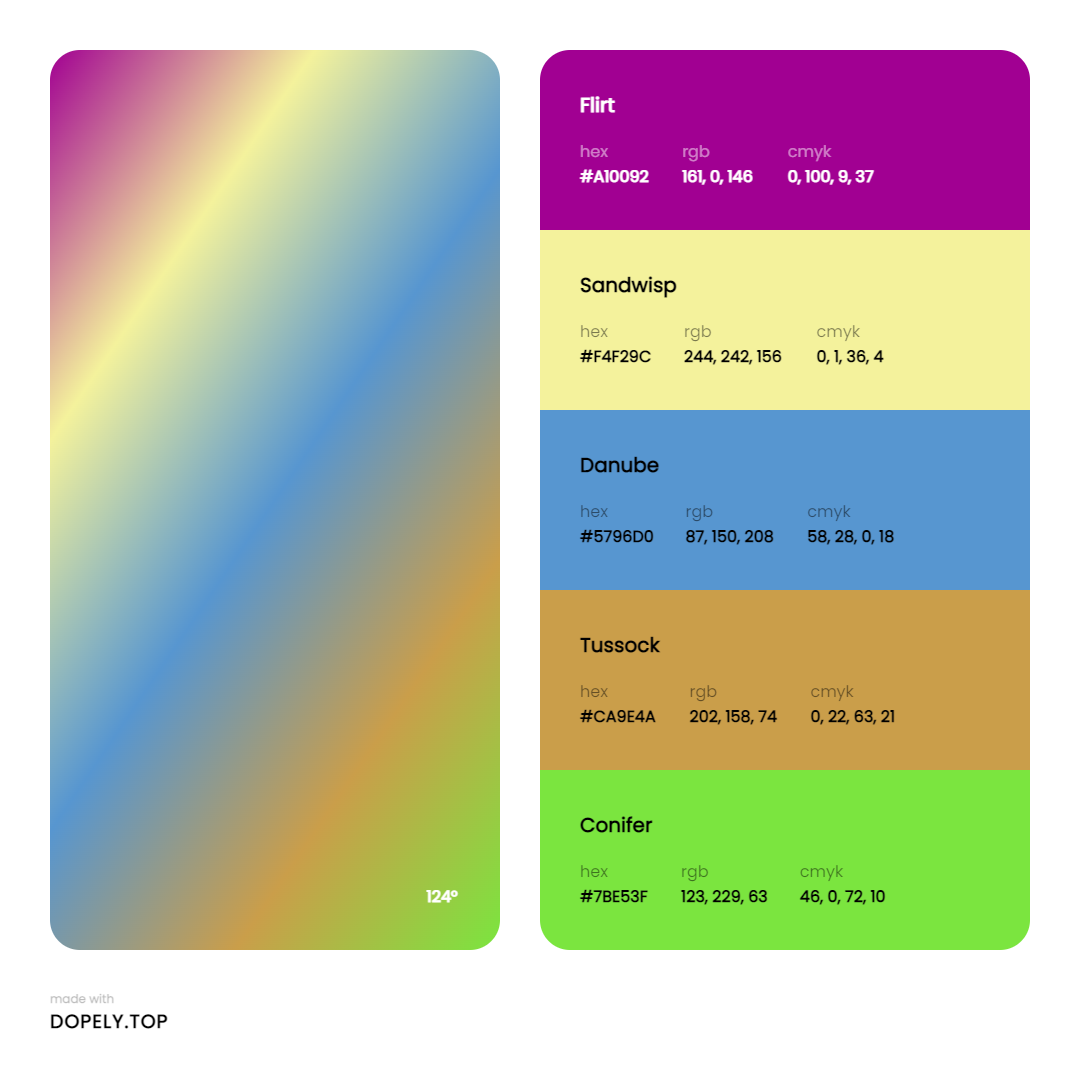 124°
Flirt
hex rgb cmyk
#A10092 161, 0, 146 0, 100, 9, 37
Sandwisp
hex rgb cmyk
#F4F29C 244, 242, 156 0, 1, 36, 4
Danube
hex rgb cmyk
#5796D0 87, 150, 208 58, 28, 0, 18
Tussock
hex rgb cmyk
#CA9E4A 202, 158, 74 0, 22, 63, 21
Conifer
hex rgb cmyk
#7BE53F 123, 229, 63 46, 0, 72, 10
made with
DOPELY.TOP